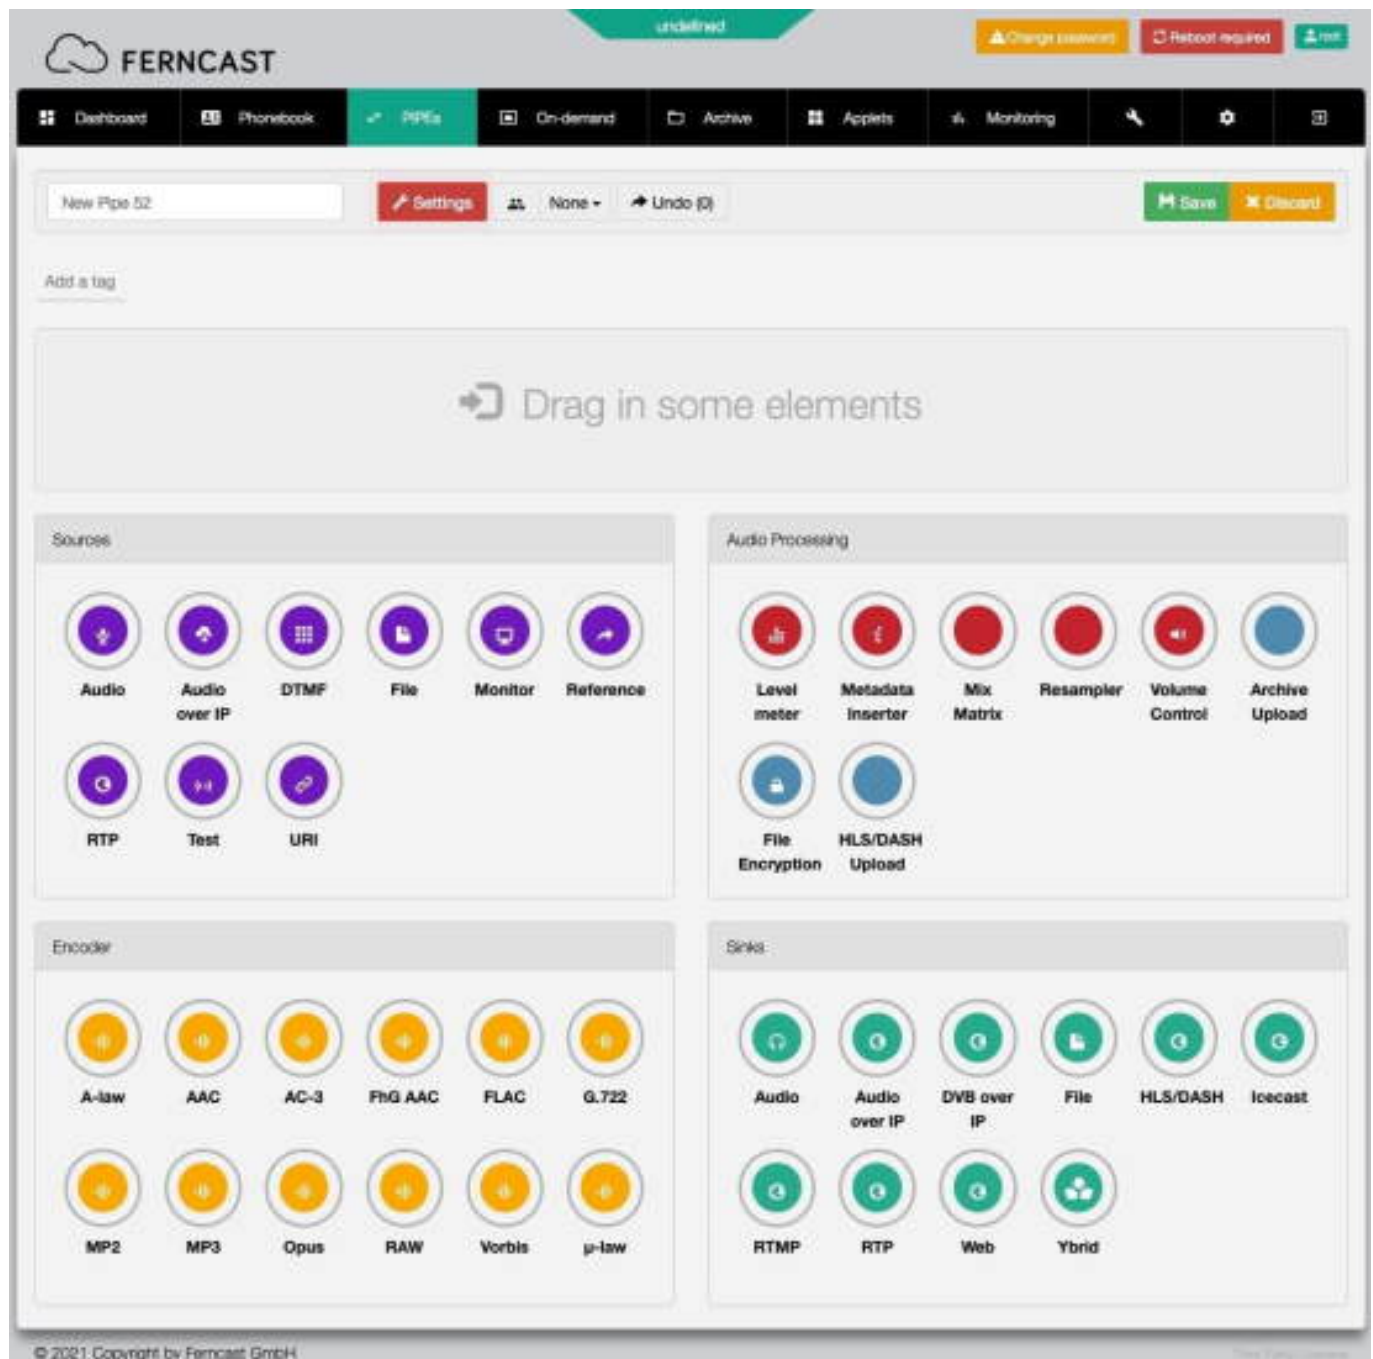 undefined
Change password
Reboot required
root
FERNCAST
Dashboard
Phonebook
PIPEs
On-demand
Archive
Applets
Monitoring
New Pipe 52
Settings
None
Undo (0)
Save
Discard
Add a tag
Drag in some elements
Sources
Audio
Audio
over IP
DTMF
File
Monitor
Reference
RTP
Test
URI
Audio Processing
Level
meter
Metadata
Inserter
Mix
Matrix
Resampler
Volume
Control
Archive
Upload
File
Encryption
HLS/DASH
Upload
Encoder
A-law
AAC
AC-3
FhG AAC
FLAC
G.722
MP2
MP3
Opus
RAW
Vorbis
µ-law
Sinks
Audio
Audio
over IP
DVB over
IP
File
HLS/DASH
Icecast
RTMP
RTP
Web
Ybrid
© 2021 Copyright by Ferncast GmbH